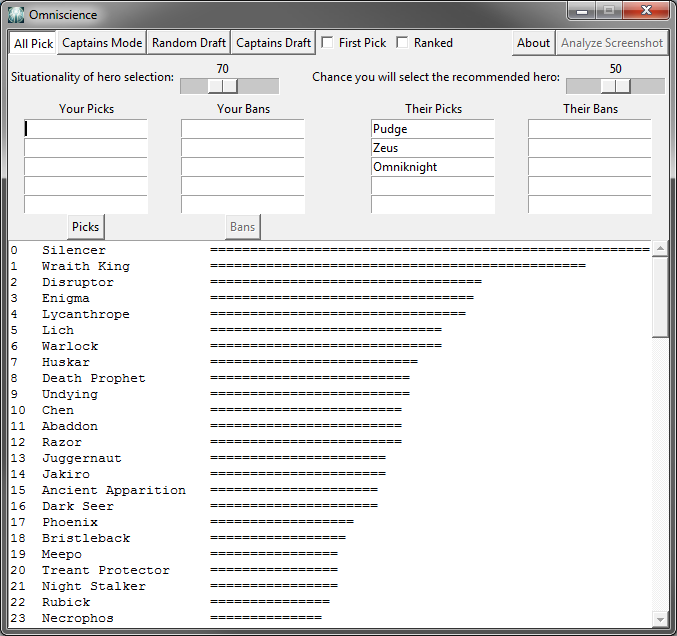 Omniscience
All Pick Captains Mode Random Draft Captains Draft First Pick Ranked About Analyze Screenshot
70 50
Situationality of hero selection: Chance you will select the recommended hero:
Your Picks Your Bans Their Picks Their Bans
Pudge
Zeus
Omniknight
Picks Bans
0 Silencer =======================================================
1 Wraith King ===============================================
2 Disruptor ==================================
3 Enigma =================================
4 Lycanthrope ================================
5 Lich =============================
6 Warlock =============================
7 Huskar ==========================
8 Death Prophet =========================
9 Undying =========================
10 Chen ========================
11 Abaddon ========================
12 Razor ========================
13 Juggernaut ======================
14 Jakiro ======================
15 Ancient Apparition =====================
16 Dark Seer =====================
17 Phoenix ==================
18 Bristleback =================
19 Meepo ================
20 Treant Protector ================
21 Night Stalker ================
22 Rubick ===============
23 Necrophos ==============